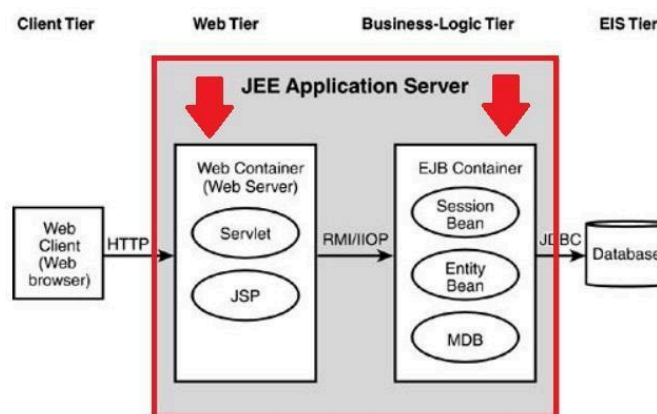 Client Tier
Web Tier
Business-Logic Tier
EIS Tier
JEE Application Server
Web Container
(Web Server)
Servlet
JSP
EJB Container
Session
Bean
Entity
Bean
MDB
Web
Client
(Web
browser)
HTTP
RMI/IIOP
JDBC
Database